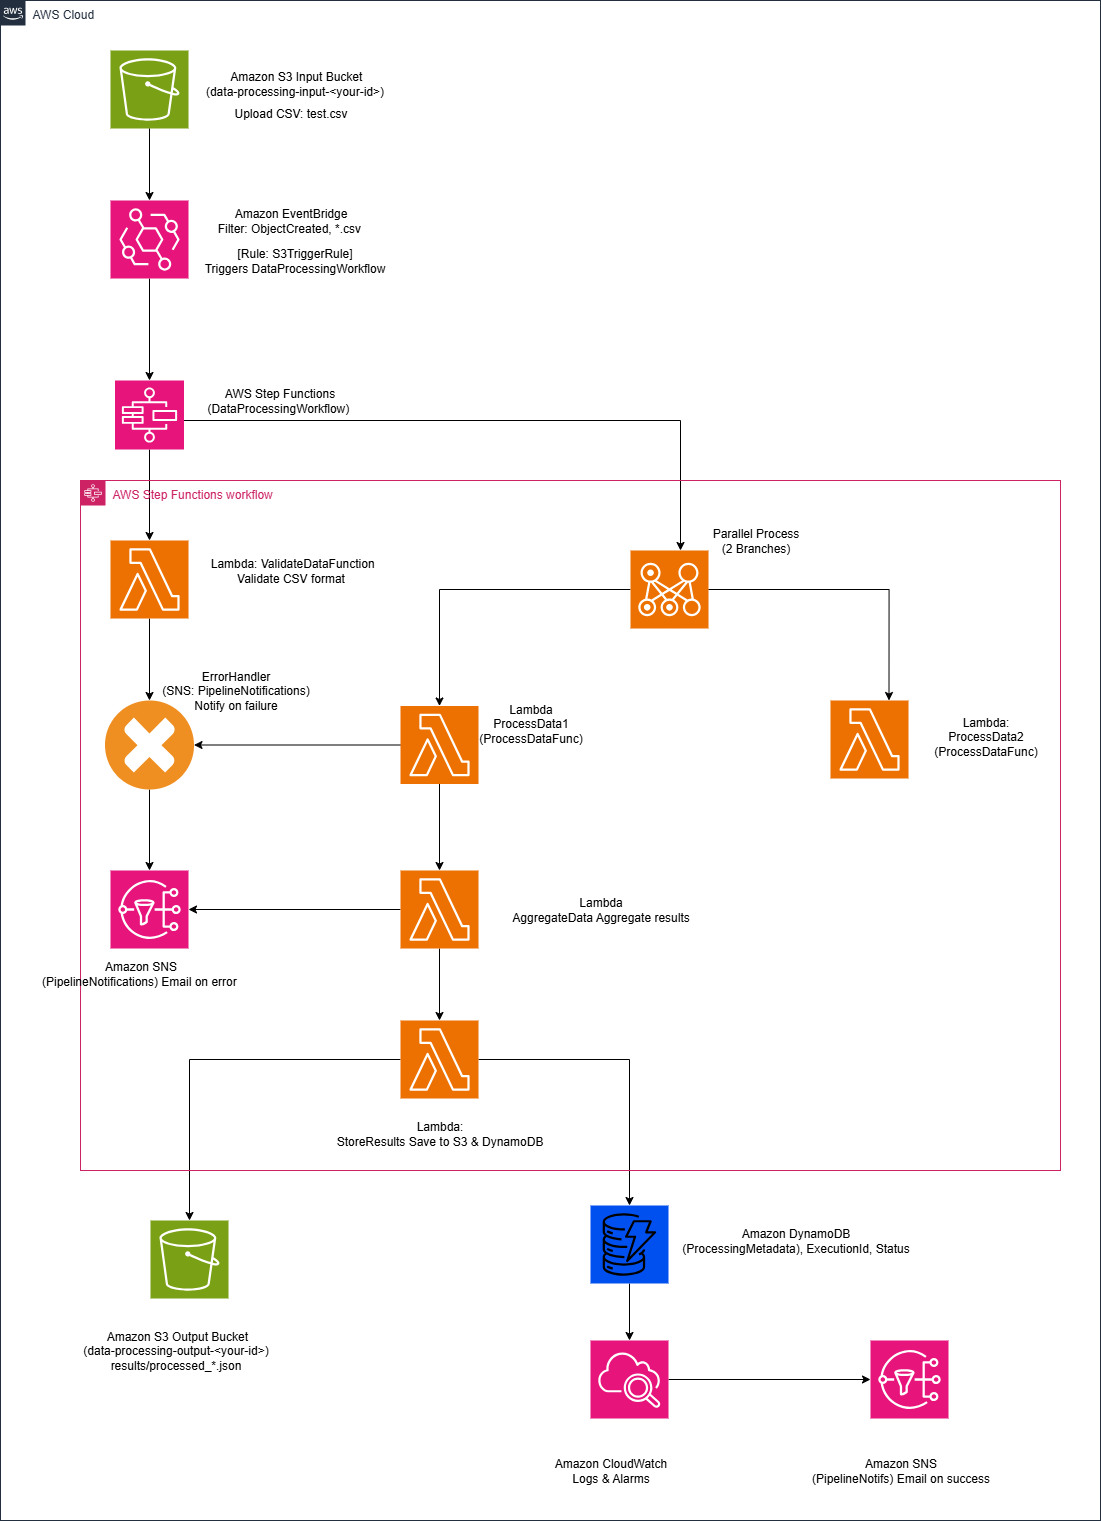 aws
AWS Cloud
Amazon S3 Input Bucket
(data-processing-input-<your-id>)
Upload CSV: test.csv
Amazon EventBridge
Filter: ObjectCreated, *.csv
[Rule: S3TriggerRule]
Triggers DataProcessingWorkflow
AWS Step Functions
(DataProcessingWorkflow)
AWS Step Functions workflow
Parallel Process
(2 Branches)
Lambda: ValidateDataFunction
Validate CSV format
ErrorHandler
(SNS: PipelineNotifications)
Notify on failure
Lambda
ProcessData1
(ProcessDataFunc)
Lambda:
ProcessData2
(ProcessDataFunc)
Lambda
AggregateData Aggregate results
Amazon SNS
(PipelineNotifications) Email on error
Lambda:
StoreResults Save to S3 & DynamoDB
Amazon DynamoDB
(ProcessingMetadata), ExecutionId, Status
Amazon S3 Output Bucket
(data-processing-output-<your-id>)
results/processed_*.json
Amazon CloudWatch
Logs & Alarms
Amazon SNS
(PipelineNotifs) Email on success